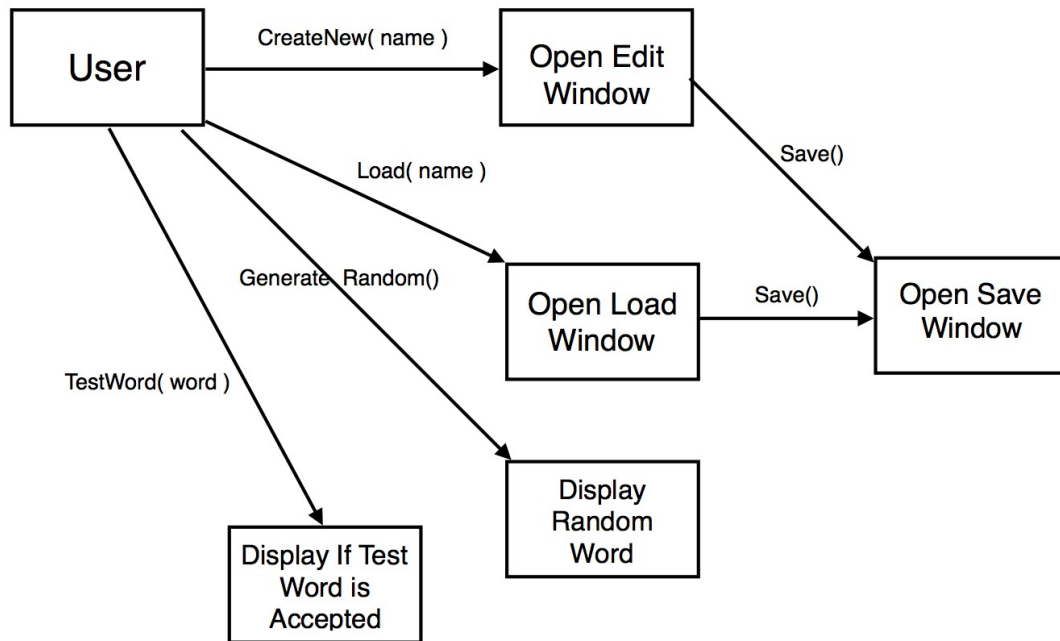 CreateNew( name )
User
Open Edit
Window
Save()
Load( name )
Generate Random()
Open Load
Window
Save()
Open Save
Window
TestWord( word )
Display
Random
Word
Display If Test
Word is
Accepted